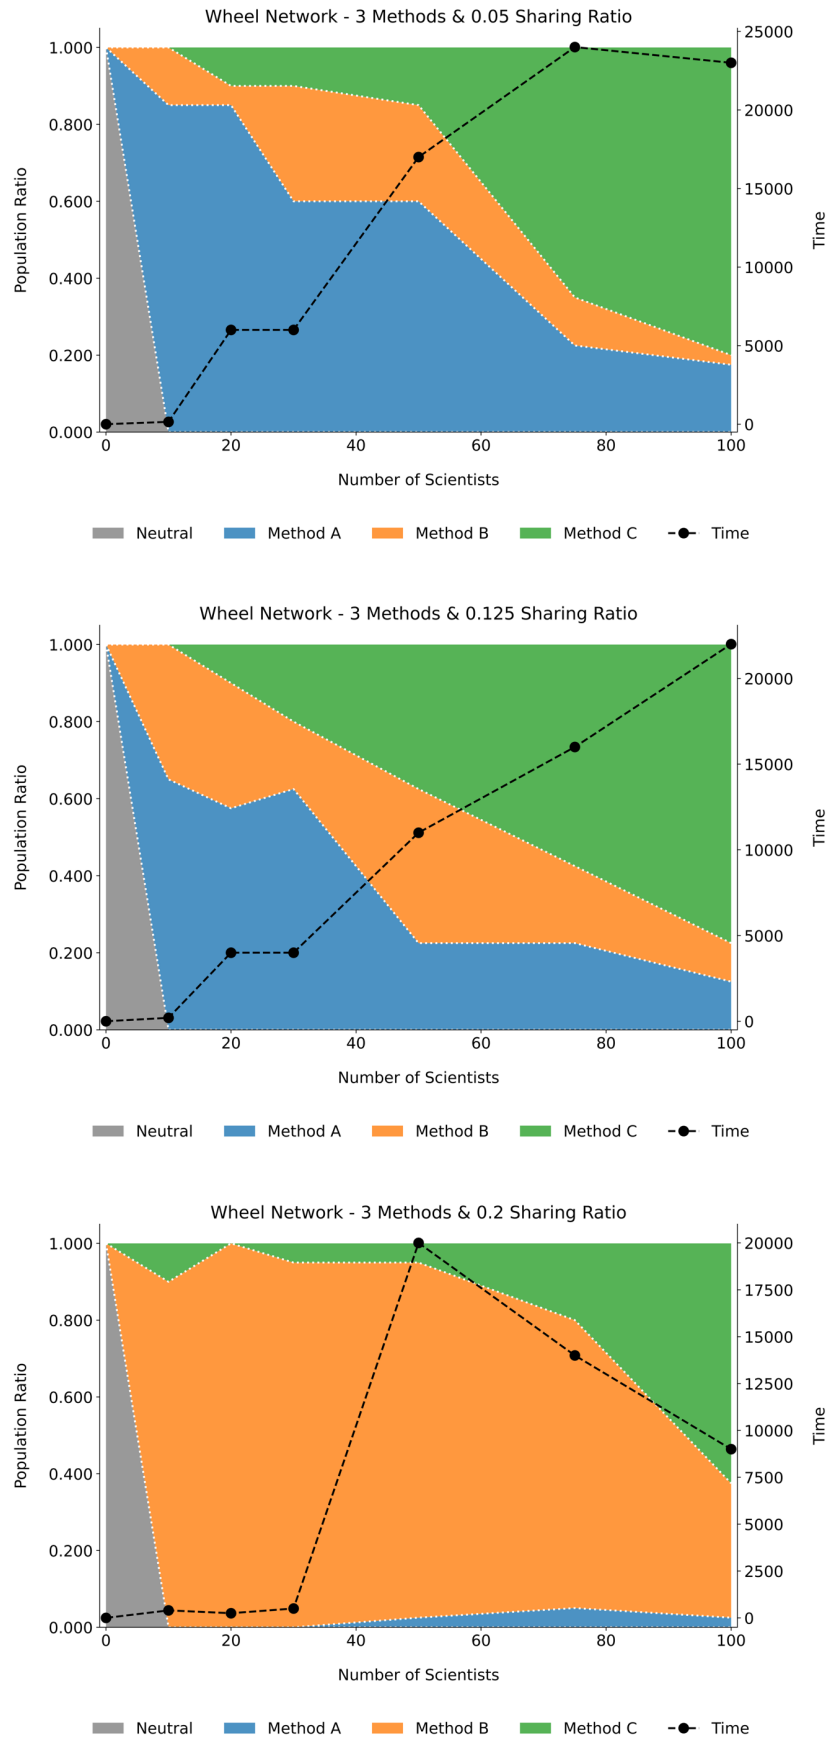 Wheel Network - 3 Methods & 0.05 Sharing Ratio
1.000
0.800
0.600
0.400
0.200
0.000
Population Ratio
25000
20000
15000
10000
5000
0
Time
0 20 40 60 80 100
Number of Scientists
Neutral Method A Method B Method C Time
Wheel Network - 3 Methods & 0.125 Sharing Ratio
1.000
0.800
0.600
0.400
0.200
0.000
Population Ratio
20000
15000
10000
5000
0
Time
0 20 40 60 80 100
Number of Scientists
Neutral Method A Method B Method C Time
Wheel Network - 3 Methods & 0.2 Sharing Ratio
1.000
0.800
0.600
0.400
0.200
0.000
Population Ratio
20000
17500
15000
12500
10000
7500
5000
2500
0
Time
0 20 40 60 80 100
Number of Scientists
Neutral Method A Method B Method C Time